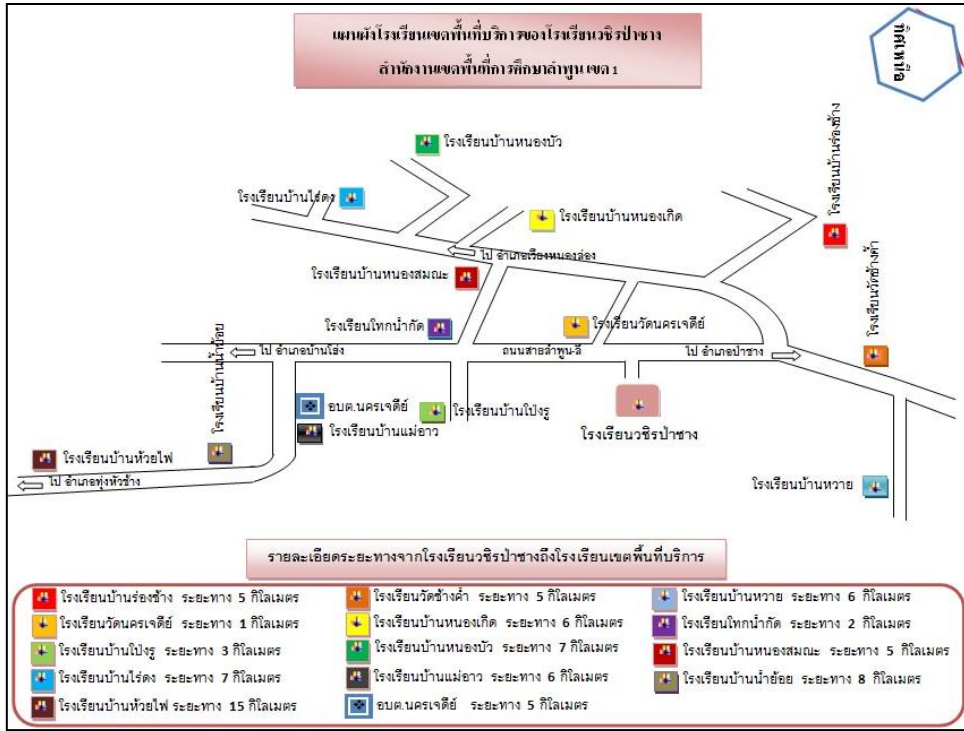 แผนผังโรงเรียนเขตพื้นที่บริการของโรงเรียนวชิรป่าซาง
สำนักงานเขตพื้นที่การศึกษาลำพูน เขต 1
ทิศเหนือ
โรงเรียนบ้านหนองบัว
โรงเรียนบ้านร่องช้าง
โรงเรียนบ้านไร่ดง
โรงเรียนบ้านหนองเกิด
ไป อำเภอเวียงหนองล่อง
โรงเรียนวัดช้างค้ำ
โรงเรียนบ้านหนองสมณะ
โรงเรียนโทกน้ำกัด
โรงเรียนวัดนครเจดีย์
ไป อำเภอบ้านโฮ่ง
ถนนสายลำพูน-ลี้
ไป อำเภอป่าซาง
โรงเรียนบ้านน้ำย้อย
อบต.นครเจดีย์
โรงเรียนบ้านโป่งรู
โรงเรียนบ้านแม่อาว
โรงเรียนวชิรป่าซาง
โรงเรียนบ้านห้วยไฟ
ไป อำเภอทุ่งหัวช้าง
โรงเรียนบ้านหวาย
รายละเอียดระยะทางจากโรงเรียนวชิรป่าซางถึงโรงเรียนเขตพื้นที่บริการ
โรงเรียนบ้านร่องช้าง ระยะทาง 5 กิโลเมตร
โรงเรียนวัดช้างค้ำ ระยะทาง 5 กิโลเมตร
โรงเรียนบ้านหวาย ระยะทาง 6 กิโลเมตร
โรงเรียนวัดนครเจดีย์ ระยะทาง 1 กิโลเมตร
โรงเรียนบ้านหนองเกิด ระยะทาง 6 กิโลเมตร
โรงเรียนโทกน้ำกัด ระยะทาง 2 กิโลเมตร
โรงเรียนบ้านโป่งรู ระยะทาง 3 กิโลเมตร
โรงเรียนบ้านหนองบัว ระยะทาง 7 กิโลเมตร
โรงเรียนบ้านหนองสมณะ ระยะทาง 5 กิโลเมตร
โรงเรียนบ้านไร่ดง ระยะทาง 7 กิโลเมตร
โรงเรียนบ้านแม่อาว ระยะทาง 6 กิโลเมตร
โรงเรียนบ้านน้ำย้อย ระยะทาง 8 กิโลเมตร
โรงเรียนบ้านห้วยไฟ ระยะทาง 15 กิโลเมตร
อบต.นครเจดีย์ ระยะทาง 5 กิโลเมตร